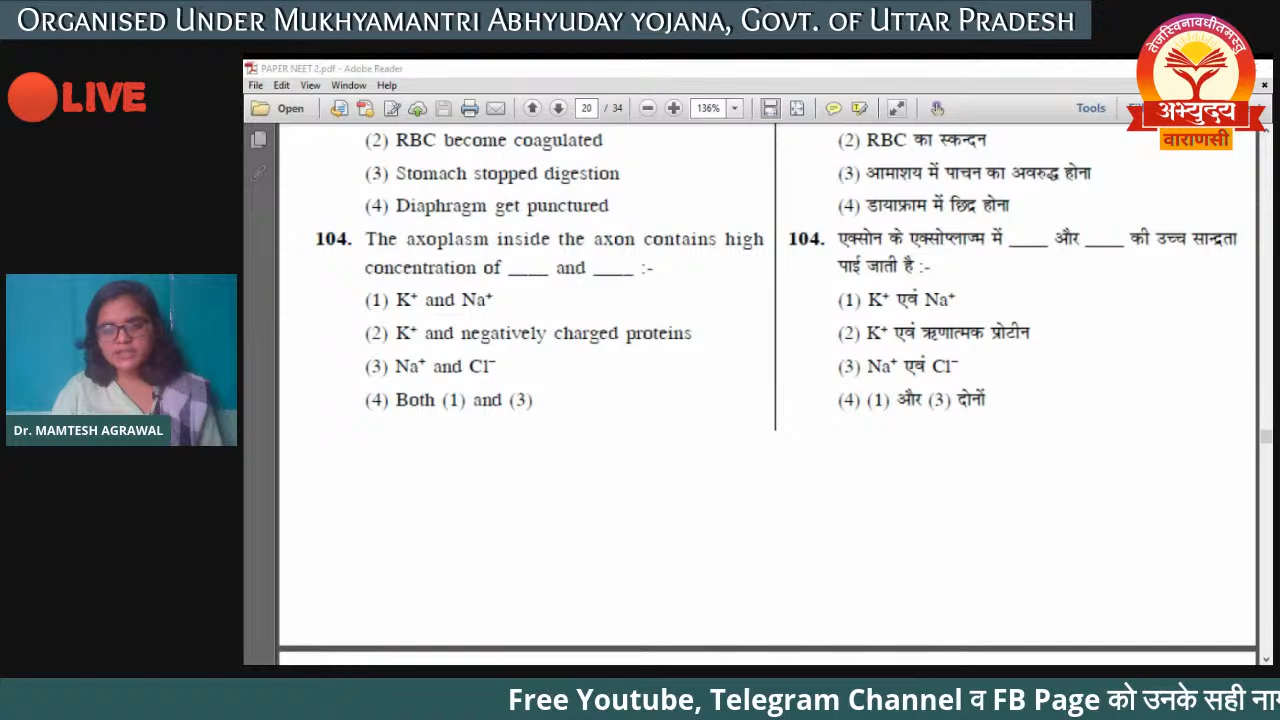 ORGANISED UNDER MUKHYAMANTRI ABHYUDAY YOJANA, GOVT. OF UTTAR PRADESH
LIVE
तेजस्विनावधीतमस्तु
अभ्युदय
वाराणसी
PAPER NEET 2.pdf - Adobe Reader
File Edit View Window Help
Open 20 / 34 136% Tools
(2) RBC become coagulated
(3) Stomach stopped digestion
(4) Diaphragm get punctured
104. The axoplasm inside the axon contains high
concentration of ____ and ____ :-
(1) K⁺ and Na⁺
(2) K⁺ and negatively charged proteins
(3) Na⁺ and Cl⁻
(4) Both (1) and (3)
(2) RBC का स्कन्दन
(3) आमाशय में पाचन का अवरुद्ध होना
(4) डायाफ्राम में छिद्र होना
104. एक्सोन के एक्सोप्लाज्म में ____ और ____ की उच्च सान्द्रता
पाई जाती है :-
(1) K⁺ एवं Na⁺
(2) K⁺ एवं ऋणात्मक प्रोटीन
(3) Na⁺ एवं Cl⁻
(4) (1) और (3) दोनों
Dr. MAMTESH AGRAWAL
Free Youtube, Telegram Channel व FB Page को उनके सही